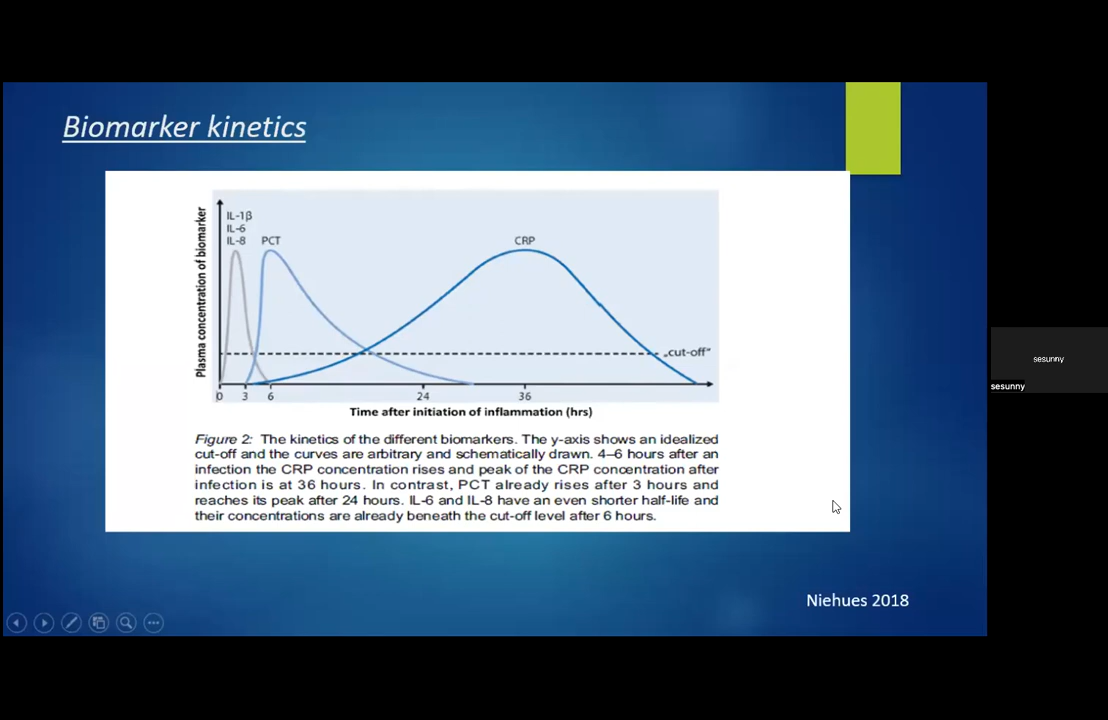 Biomarker kinetics
Plasma concentration of biomarker
IL-1β
IL-6
IL-8 PCT
CRP
„cut-off"
0 3 6 24 36
Time after initiation of inflammation (hrs)
Figure 2: The kinetics of the different biomarkers. The y-axis shows an idealized
cut-off and the curves are arbitrary and schematically drawn. 4–6 hours after an
infection the CRP concentration rises and peak of the CRP concentration after
infection is at 36 hours. In contrast, PCT already rises after 3 hours and
reaches its peak after 24 hours. IL-6 and IL-8 have an even shorter half-life and
their concentrations are already beneath the cut-off level after 6 hours.
Niehues 2018
sesunny
sesunny